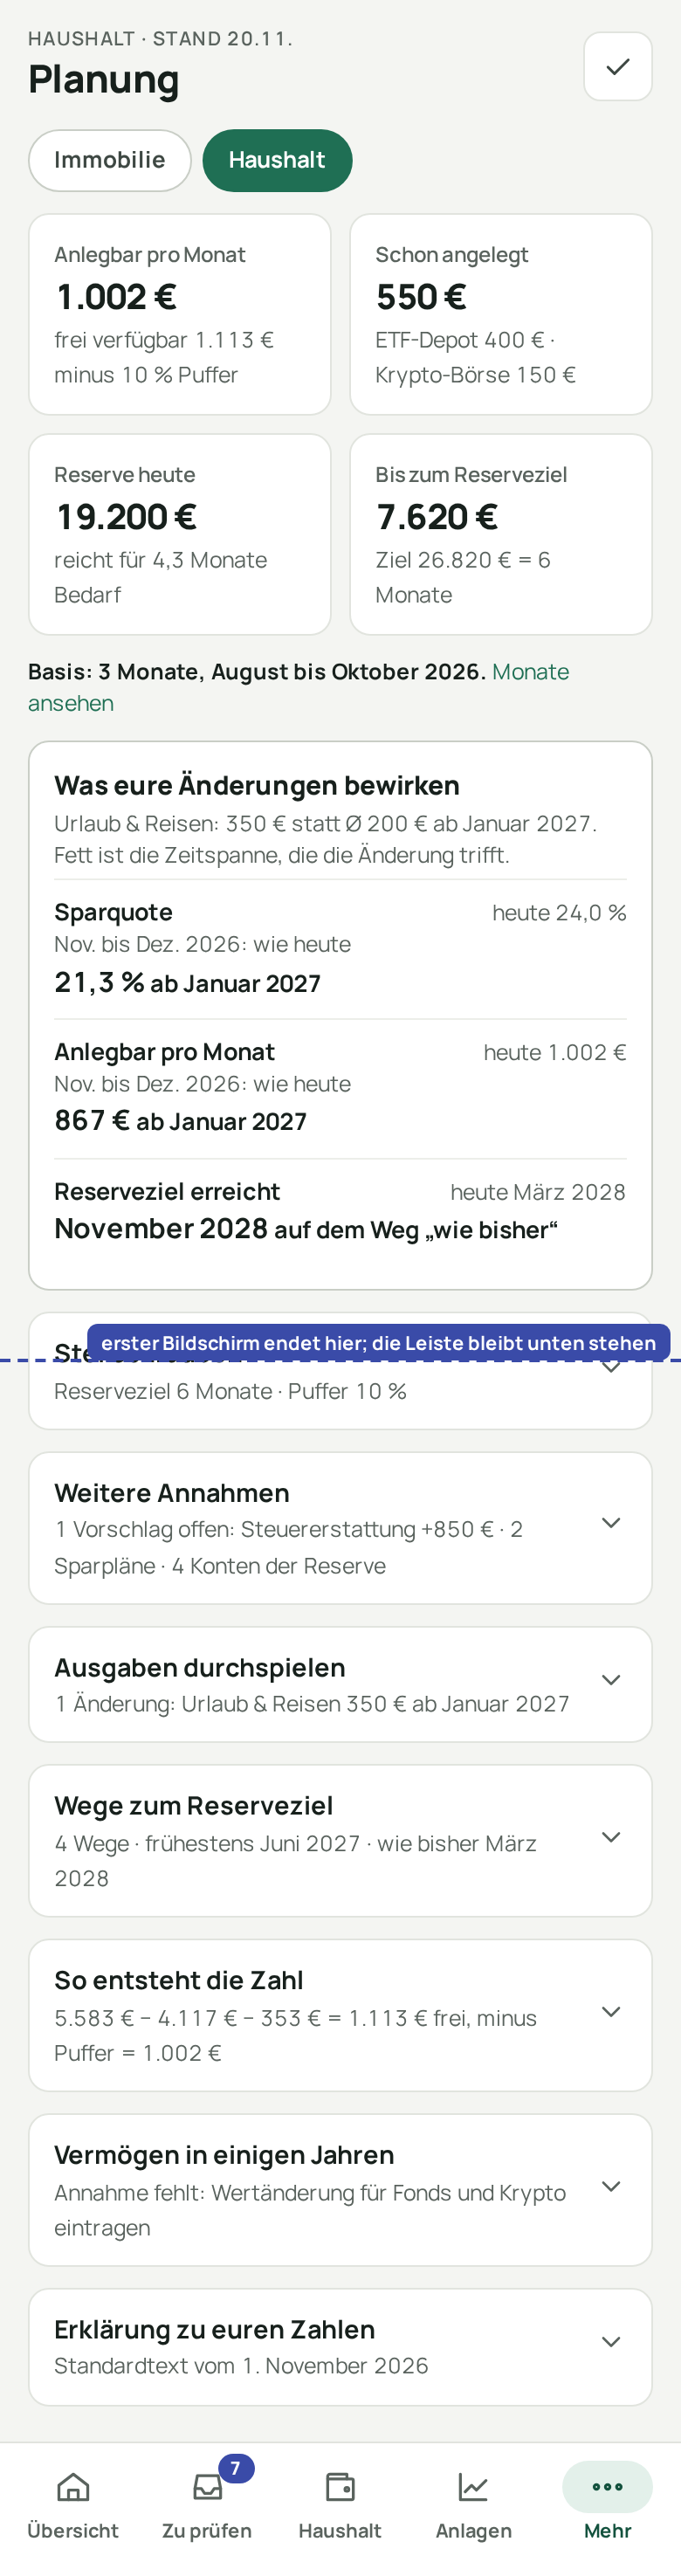 HAUSHALT · STAND 20.11.
Planung
Immobilie
Haushalt
Anlegbar pro Monat
1.002 €
frei verfügbar 1.113 €
minus 10 % Puffer
Schon angelegt
550 €
ETF-Depot 400 € ·
Krypto-Börse 150 €
Reserve heute
19.200 €
reicht für 4,3 Monate
Bedarf
Bis zum Reserveziel
7.620 €
Ziel 26.820 € = 6
Monate
Basis: 3 Monate, August bis Oktober 2026. Monate
ansehen
Was eure Änderungen bewirken
Urlaub & Reisen: 350 € statt Ø 200 € ab Januar 2027.
Fett ist die Zeitspanne, die die Änderung trifft.
Sparquote
heute 24,0 %
Nov. bis Dez. 2026: wie heute
21,3 % ab Januar 2027
Anlegbar pro Monat
heute 1.002 €
Nov. bis Dez. 2026: wie heute
867 € ab Januar 2027
Reserveziel erreicht
heute März 2028
November 2028 auf dem Weg „wie bisher“
erster Bildschirm endet hier; die Leiste bleibt unten stehen
Reserveziel 6 Monate · Puffer 10 %
Weitere Annahmen
1 Vorschlag offen: Steuererstattung +850 € · 2
Sparpläne · 4 Konten der Reserve
Ausgaben durchspielen
1 Änderung: Urlaub & Reisen 350 € ab Januar 2027
Wege zum Reserveziel
4 Wege · frühestens Juni 2027 · wie bisher März
2028
So entsteht die Zahl
5.583 € − 4.117 € − 353 € = 1.113 € frei, minus
Puffer = 1.002 €
Vermögen in einigen Jahren
Annahme fehlt: Wertänderung für Fonds und Krypto
eintragen
Erklärung zu euren Zahlen
Standardtext vom 1. November 2026
7
Übersicht
Zu prüfen
Haushalt
Anlagen
Mehr